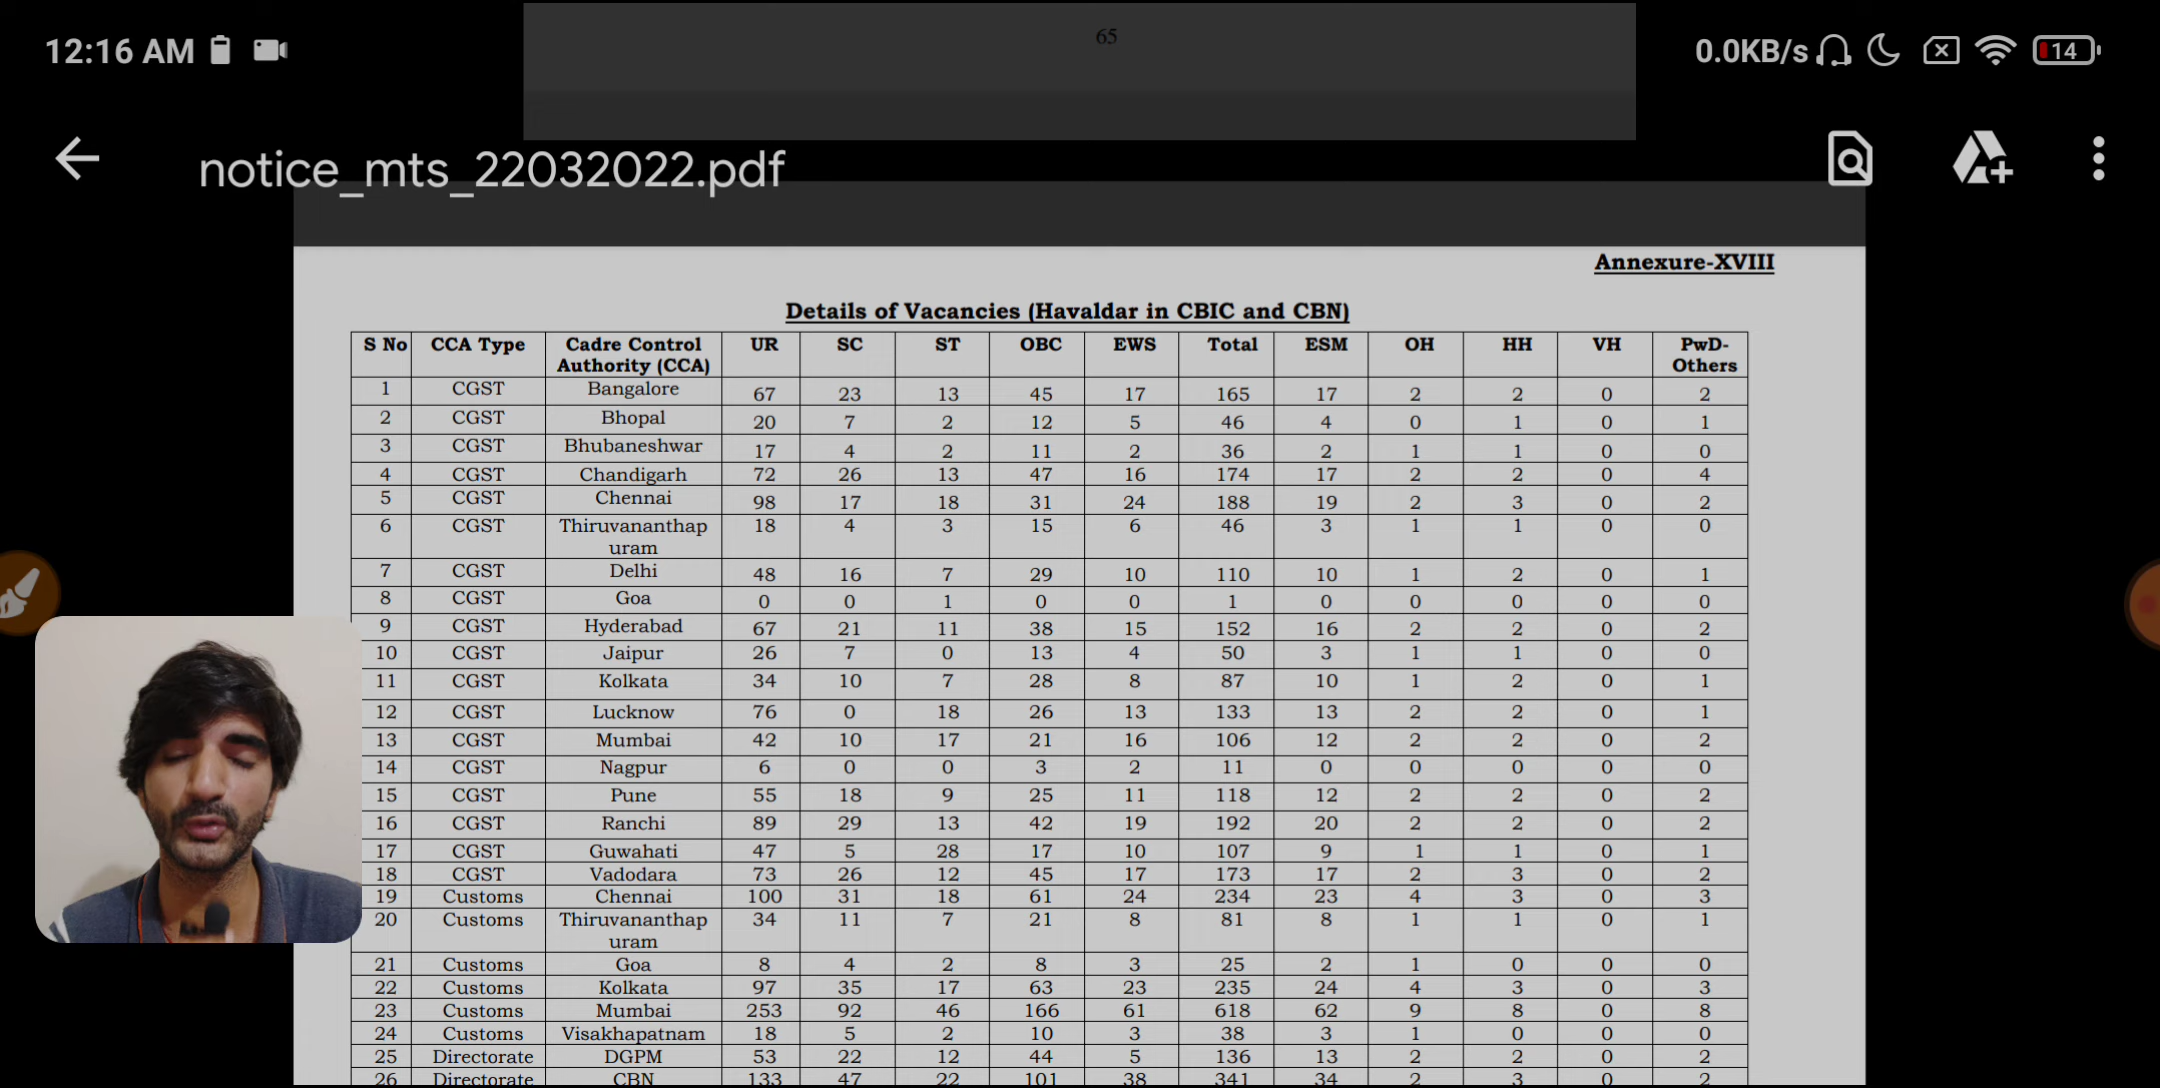 12:16 AM
65
0.0KB/s
14
notice_mts_22032022.pdf
Annexure-XVIII
Details of Vacancies (Havaldar in CBIC and CBN)
S No CCA Type Cadre Control Authority (CCA) UR SC ST OBC EWS Total ESM OH HH VH PwD-Others
1 CGST Bangalore 67 23 13 45 17 165 17 2 2 0 2
2 CGST Bhopal 20 7 2 12 5 46 4 0 1 0 1
3 CGST Bhubaneshwar 17 4 2 11 2 36 2 1 1 0 0
4 CGST Chandigarh 72 26 13 47 16 174 17 2 2 0 4
5 CGST Chennai 98 17 18 31 24 188 19 2 3 0 2
6 CGST Thiruvananthapuram 18 4 3 15 6 46 3 1 1 0 0
7 CGST Delhi 48 16 7 29 10 110 10 1 2 0 1
8 CGST Goa 0 0 1 0 0 1 0 0 0 0 0
9 CGST Hyderabad 67 21 11 38 15 152 16 2 2 0 2
10 CGST Jaipur 26 7 0 13 4 50 3 1 1 0 0
11 CGST Kolkata 34 10 7 28 8 87 10 1 2 0 1
12 CGST Lucknow 76 0 18 26 13 133 13 2 2 0 1
13 CGST Mumbai 42 10 17 21 16 106 12 2 2 0 2
14 CGST Nagpur 6 0 0 3 2 11 0 0 0 0 0
15 CGST Pune 55 18 9 25 11 118 12 2 2 0 2
16 CGST Ranchi 89 29 13 42 19 192 20 2 2 0 2
17 CGST Guwahati 47 5 28 17 10 107 9 1 1 0 1
18 CGST Vadodara 73 26 12 45 17 173 17 2 3 0 2
19 Customs Chennai 100 31 18 61 24 234 23 4 3 0 3
20 Customs Thiruvananthapuram 34 11 7 21 8 81 8 1 1 0 1
21 Customs Goa 8 4 2 8 3 25 2 1 0 0 0
22 Customs Kolkata 97 35 17 63 23 235 24 4 3 0 3
23 Customs Mumbai 253 92 46 166 61 618 62 9 8 0 8
24 Customs Visakhapatnam 18 5 2 10 3 38 3 1 0 0 0
25 Directorate DGPM 53 22 12 44 5 136 13 2 2 0 2
26 Directorate CBN 133 47 22 101 38 341 34 2 3 0 2